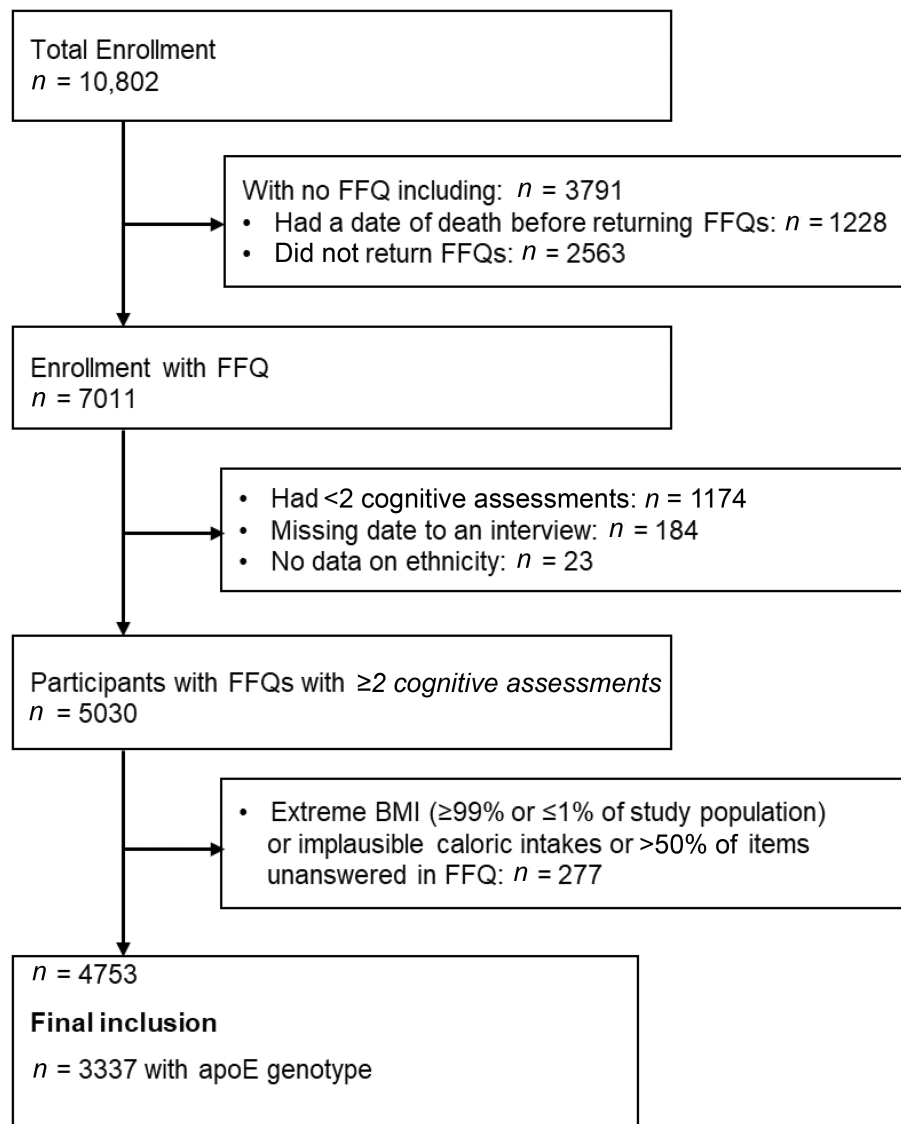 Total Enrollment
n = 10,802
With no FFQ including: n = 3791
• Had a date of death before returning FFQs: n = 1228
• Did not return FFQs: n = 2563
Enrollment with FFQ
n = 7011
• Had <2 cognitive assessments: n = 1174
• Missing date to an interview: n = 184
• No data on ethnicity: n = 23
Participants with FFQs with ≥2 cognitive assessments
n = 5030
• Extreme BMI (≥99% or ≤1% of study population)
or implausible caloric intakes or >50% of items
unanswered in FFQ: n = 277
n = 4753
Final inclusion
n = 3337 with apoE genotype